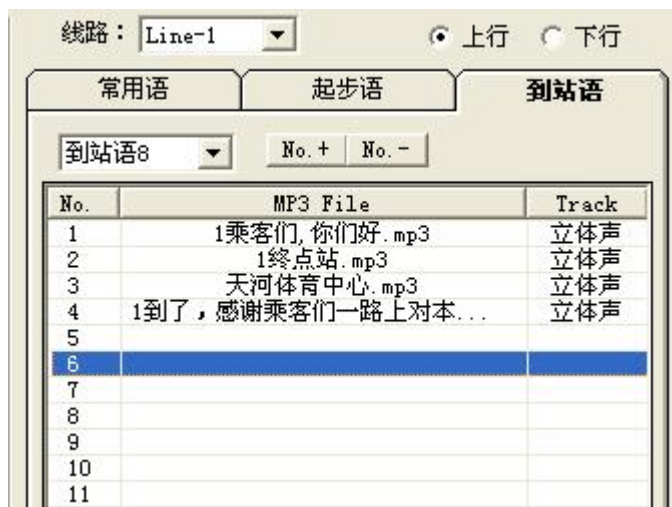 线路： Line-1 上行 下行
常用语 起步语 到站语
到站语8 No.+ No.-
No. MP3 File Track
1 1乘客们,你们好.mp3 立体声
2 1终点站.mp3 立体声
3 天河体育中心.mp3 立体声
4 1到了，感谢乘客们一路上对本... 立体声
5
6
7
8
9
10
11